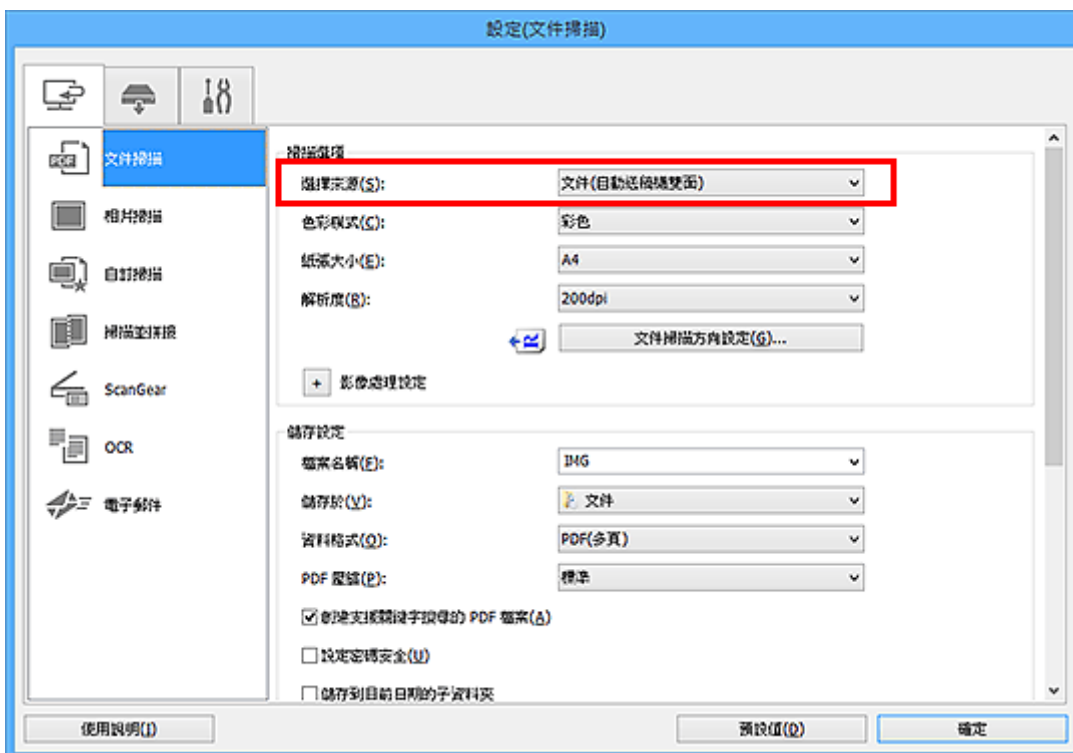 設定(文件掃描)
文件掃描
相片掃描
自訂掃描
掃描並拼接
ScanGear
OCR
電子郵件
掃描選項
選擇來源(S): 文件(自動送稿機雙面)
色彩模式(C): 彩色
紙張大小(E): A4
解析度(R): 200dpi
文件掃描方向設定(G)...
+ 影像處理設定
儲存設定
檔案名稱(F): IMG
儲存於(V): 文件
資料格式(O): PDF(多頁)
PDF 壓縮(P): 標準
創建支援關鍵字搜尋的 PDF 檔案(A)
設定密碼安全(U)
儲存到目前日期的子資料夾
使用說明(I) 預設值(D) 確定